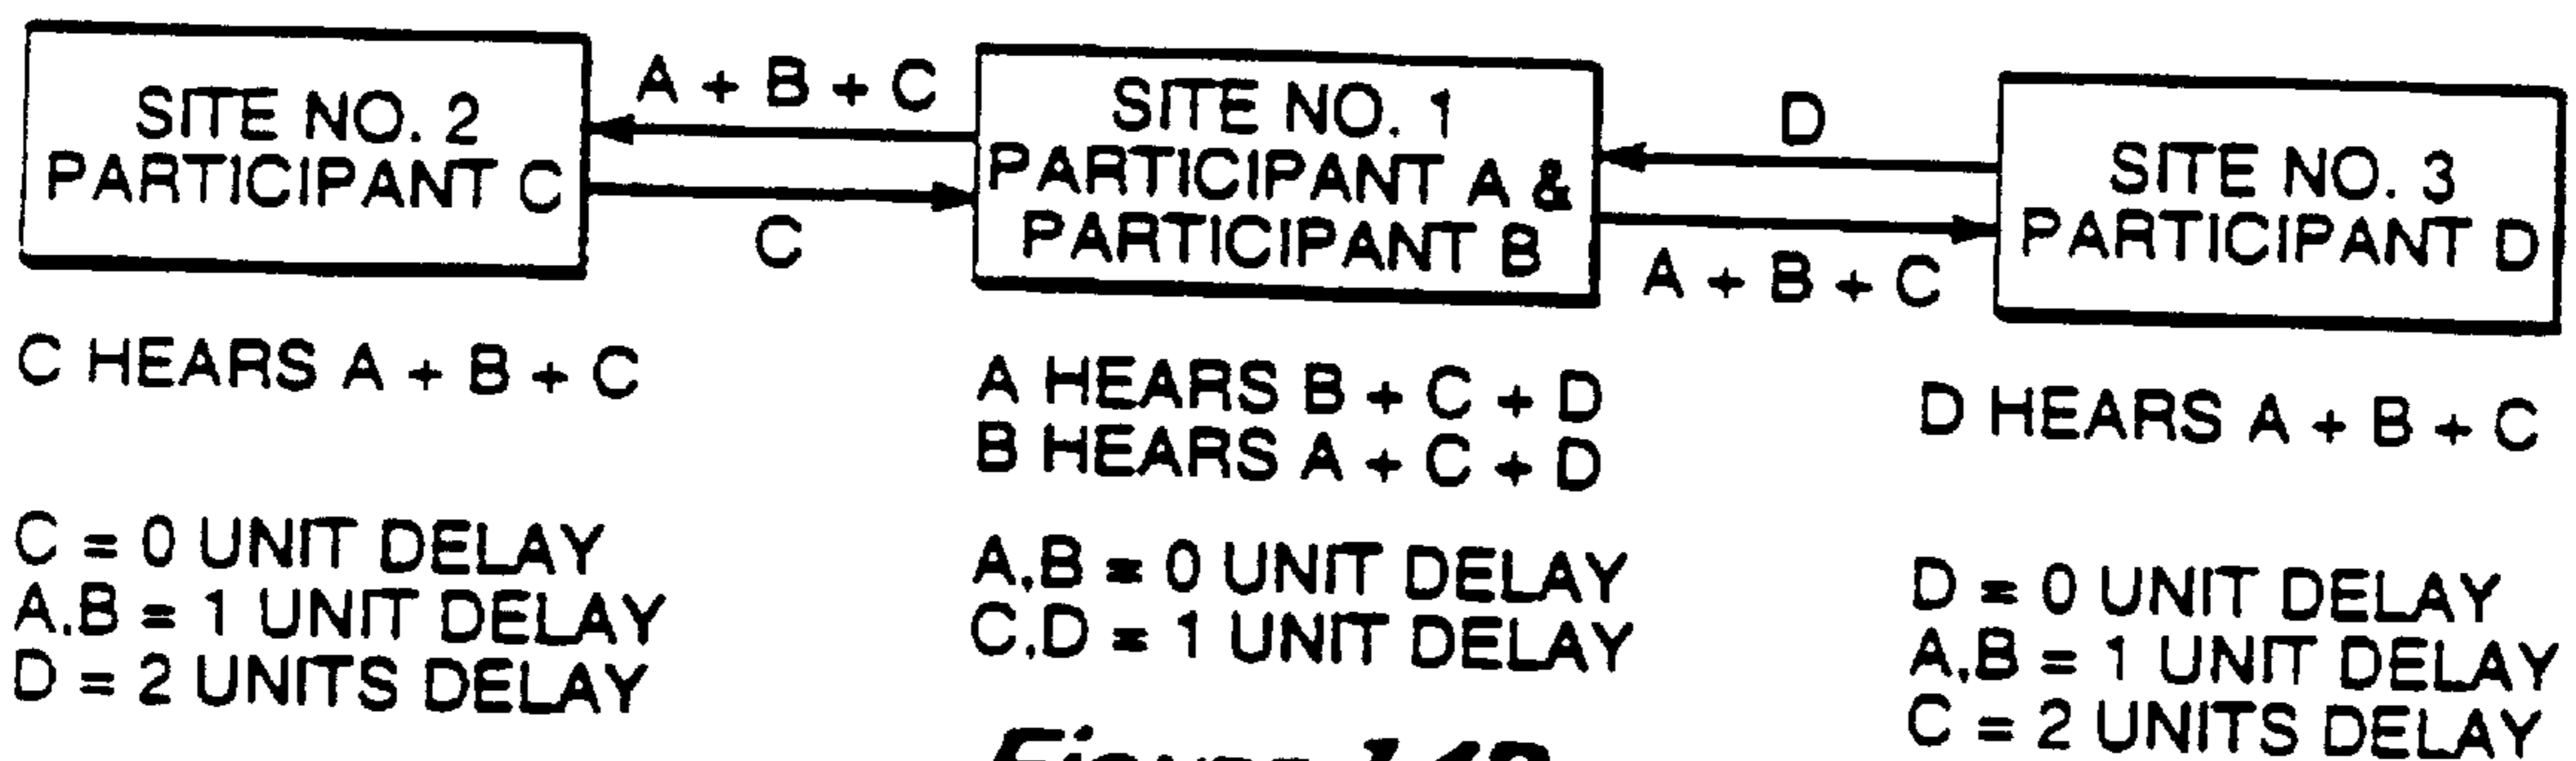 SITE NO. 2
PARTICIPANT C
A + B + C
C
SITE NO. 1
PARTICIPANT A &
PARTICIPANT B
D
A + B + C
SITE NO. 3
PARTICIPANT D
C HEARS A + B + C
A HEARS B + C + D
B HEARS A + C + D
D HEARS A + B + C
C = 0 UNIT DELAY
A,B = 1 UNIT DELAY
D = 2 UNITS DELAY
A,B = 0 UNIT DELAY
C,D = 1 UNIT DELAY
D = 0 UNIT DELAY
A,B = 1 UNIT DELAY
C = 2 UNITS DELAY
Figure